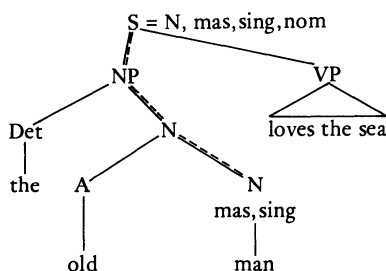 S = N, mas, sing, nom
NP VP
Det N loves the sea
the A N
mas, sing
old man